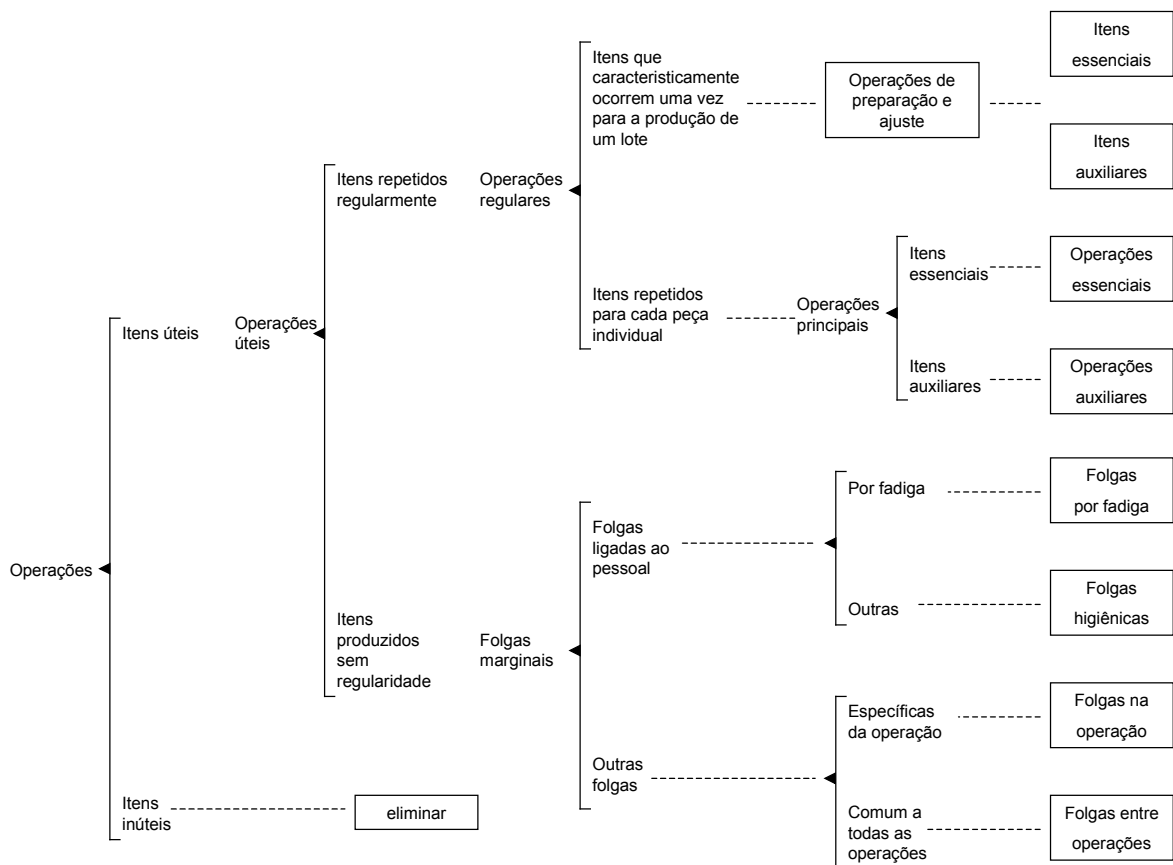 Itens que
caracteristicamente
ocorrem uma vez
para a produção de
um lote
Operações de
preparação e
ajuste
Itens
essenciais
Itens
auxiliares
Itens repetidos
regularmente
Operações
regulares
Itens repetidos
para cada peça
individual
Operações
principais
Itens
essenciais
Operações
essenciais
Itens
auxiliares
Operações
auxiliares
Itens úteis
Operações
úteis
Operações
Itens
produzidos
sem
regularidade
Folgas
marginais
Folgas
ligadas ao
pessoal
Por fadiga
Folgas
por fadiga
Outras
Folgas
higiênicas
Outras
folgas
Específicas
da operação
Folgas na
operação
Comum a
todas as
operações
Folgas entre
operações
Itens
inúteis
eliminar